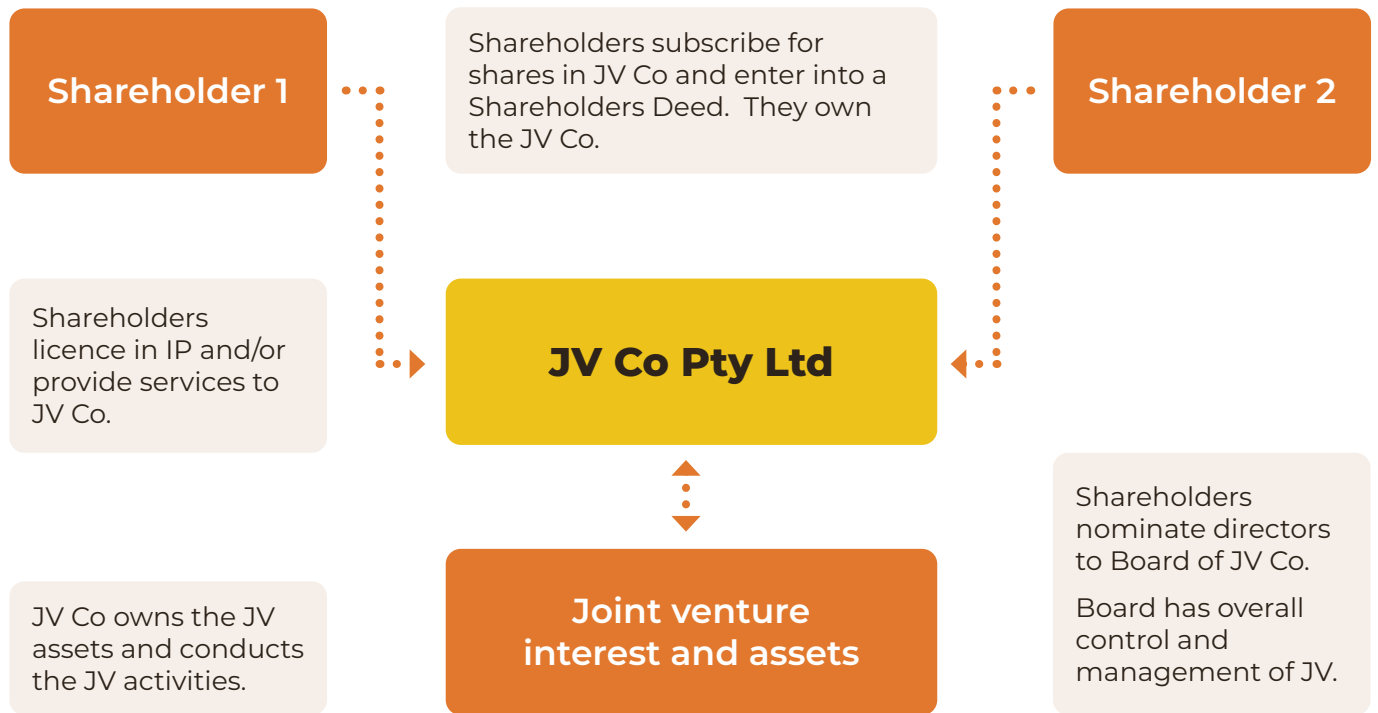 Shareholder 1
Shareholders subscribe for
shares in JV Co and enter into a
Shareholders Deed.  They own
the JV Co.
Shareholder 2
Shareholders
licence in IP and/or
provide services to
JV Co.
JV Co Pty Ltd
Shareholders
nominate directors
to Board of JV Co.
Board has overall
control and
management of JV.
JV Co owns the JV
assets and conducts
the JV activities.
Joint venture
interest and assets